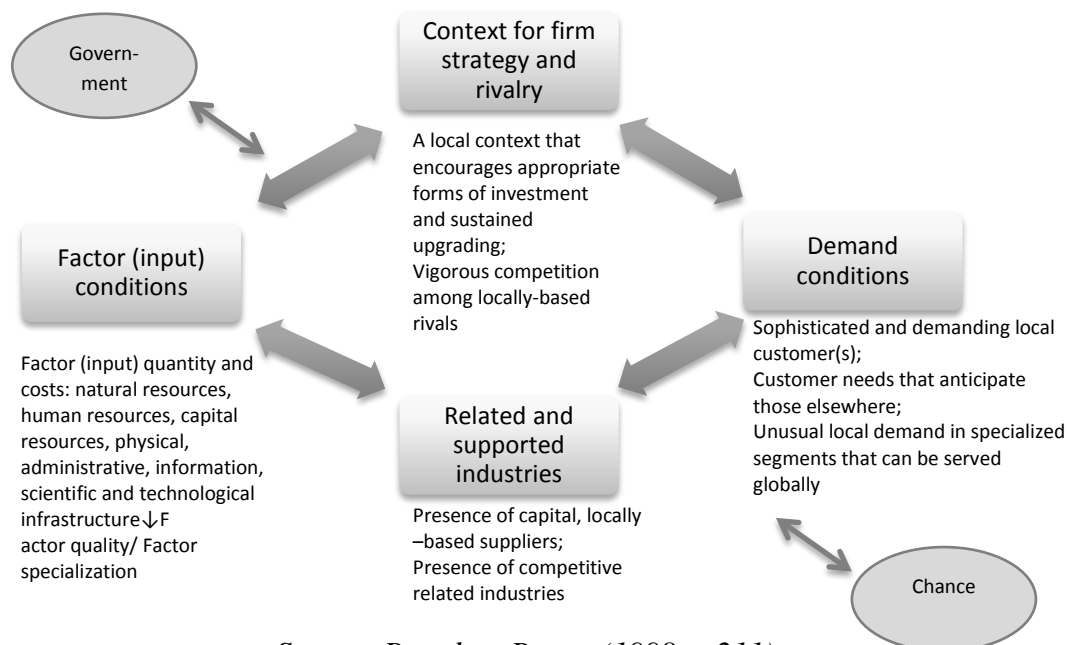 Govern-
ment
Context for firm
strategy and
rivalry
A local context that
encourages appropriate
forms of investment
and sustained
upgrading;
Vigorous competition
among locally-based
rivals
Factor (input)
conditions
Factor (input) quantity and
costs: natural resources,
human resources, capital
resources, physical,
administrative, information,
scientific and technological
infrastructure↓F
actor quality/ Factor
specialization
Demand
conditions
Sophisticated and demanding local
customer(s);
Customer needs that anticipate
those elsewhere;
Unusual local demand in specialized
segments that can be served
globally
Related and
supported
industries
Presence of capital, locally
–based suppliers;
Presence of competitive
related industries
Chance